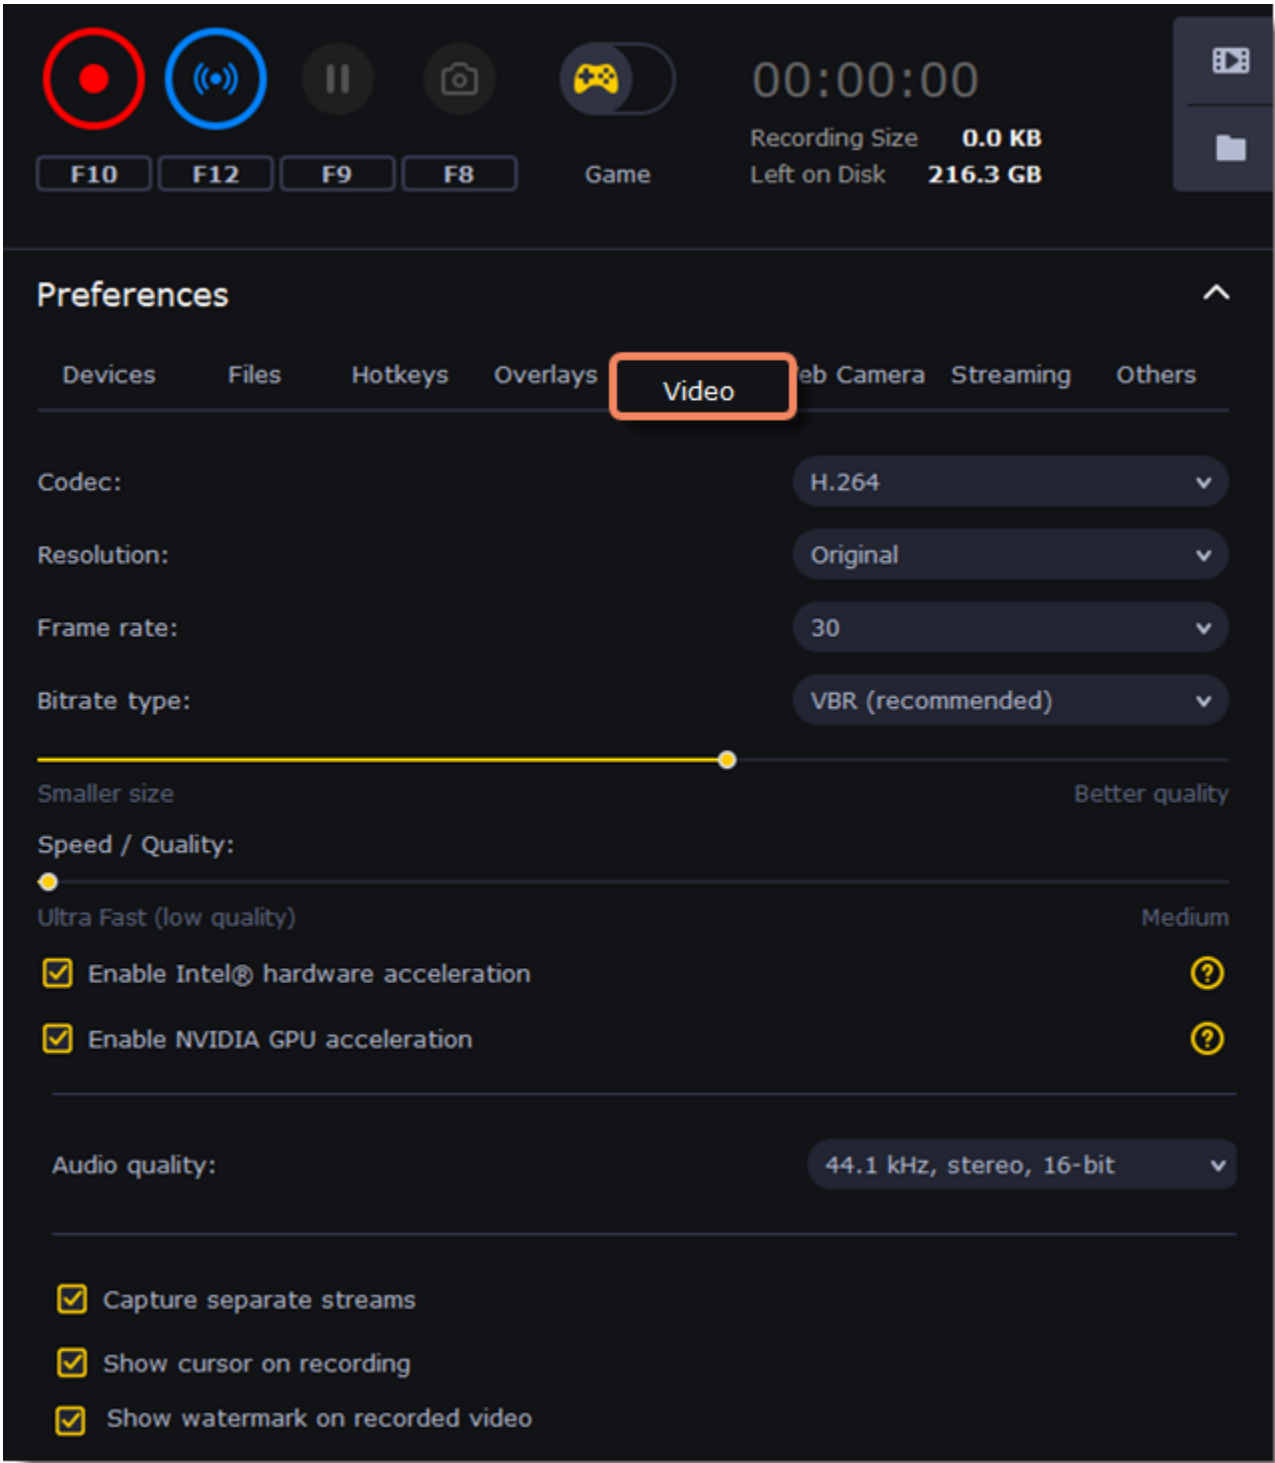 00:00:00
Recording Size 0.0 KB
F10 F12 F9 F8 Game Left on Disk 216.3 GB
Preferences
Devices Files Hotkeys Overlays Video eb Camera Streaming Others
Codec: H.264
Resolution: Original
Frame rate: 30
Bitrate type: VBR (recommended)
Smaller size Better quality
Speed / Quality:
Ultra Fast (low quality) Medium
Enable Intel® hardware acceleration ?
Enable NVIDIA GPU acceleration ?
Audio quality: 44.1 kHz, stereo, 16-bit
Capture separate streams
Show cursor on recording
Show watermark on recorded video